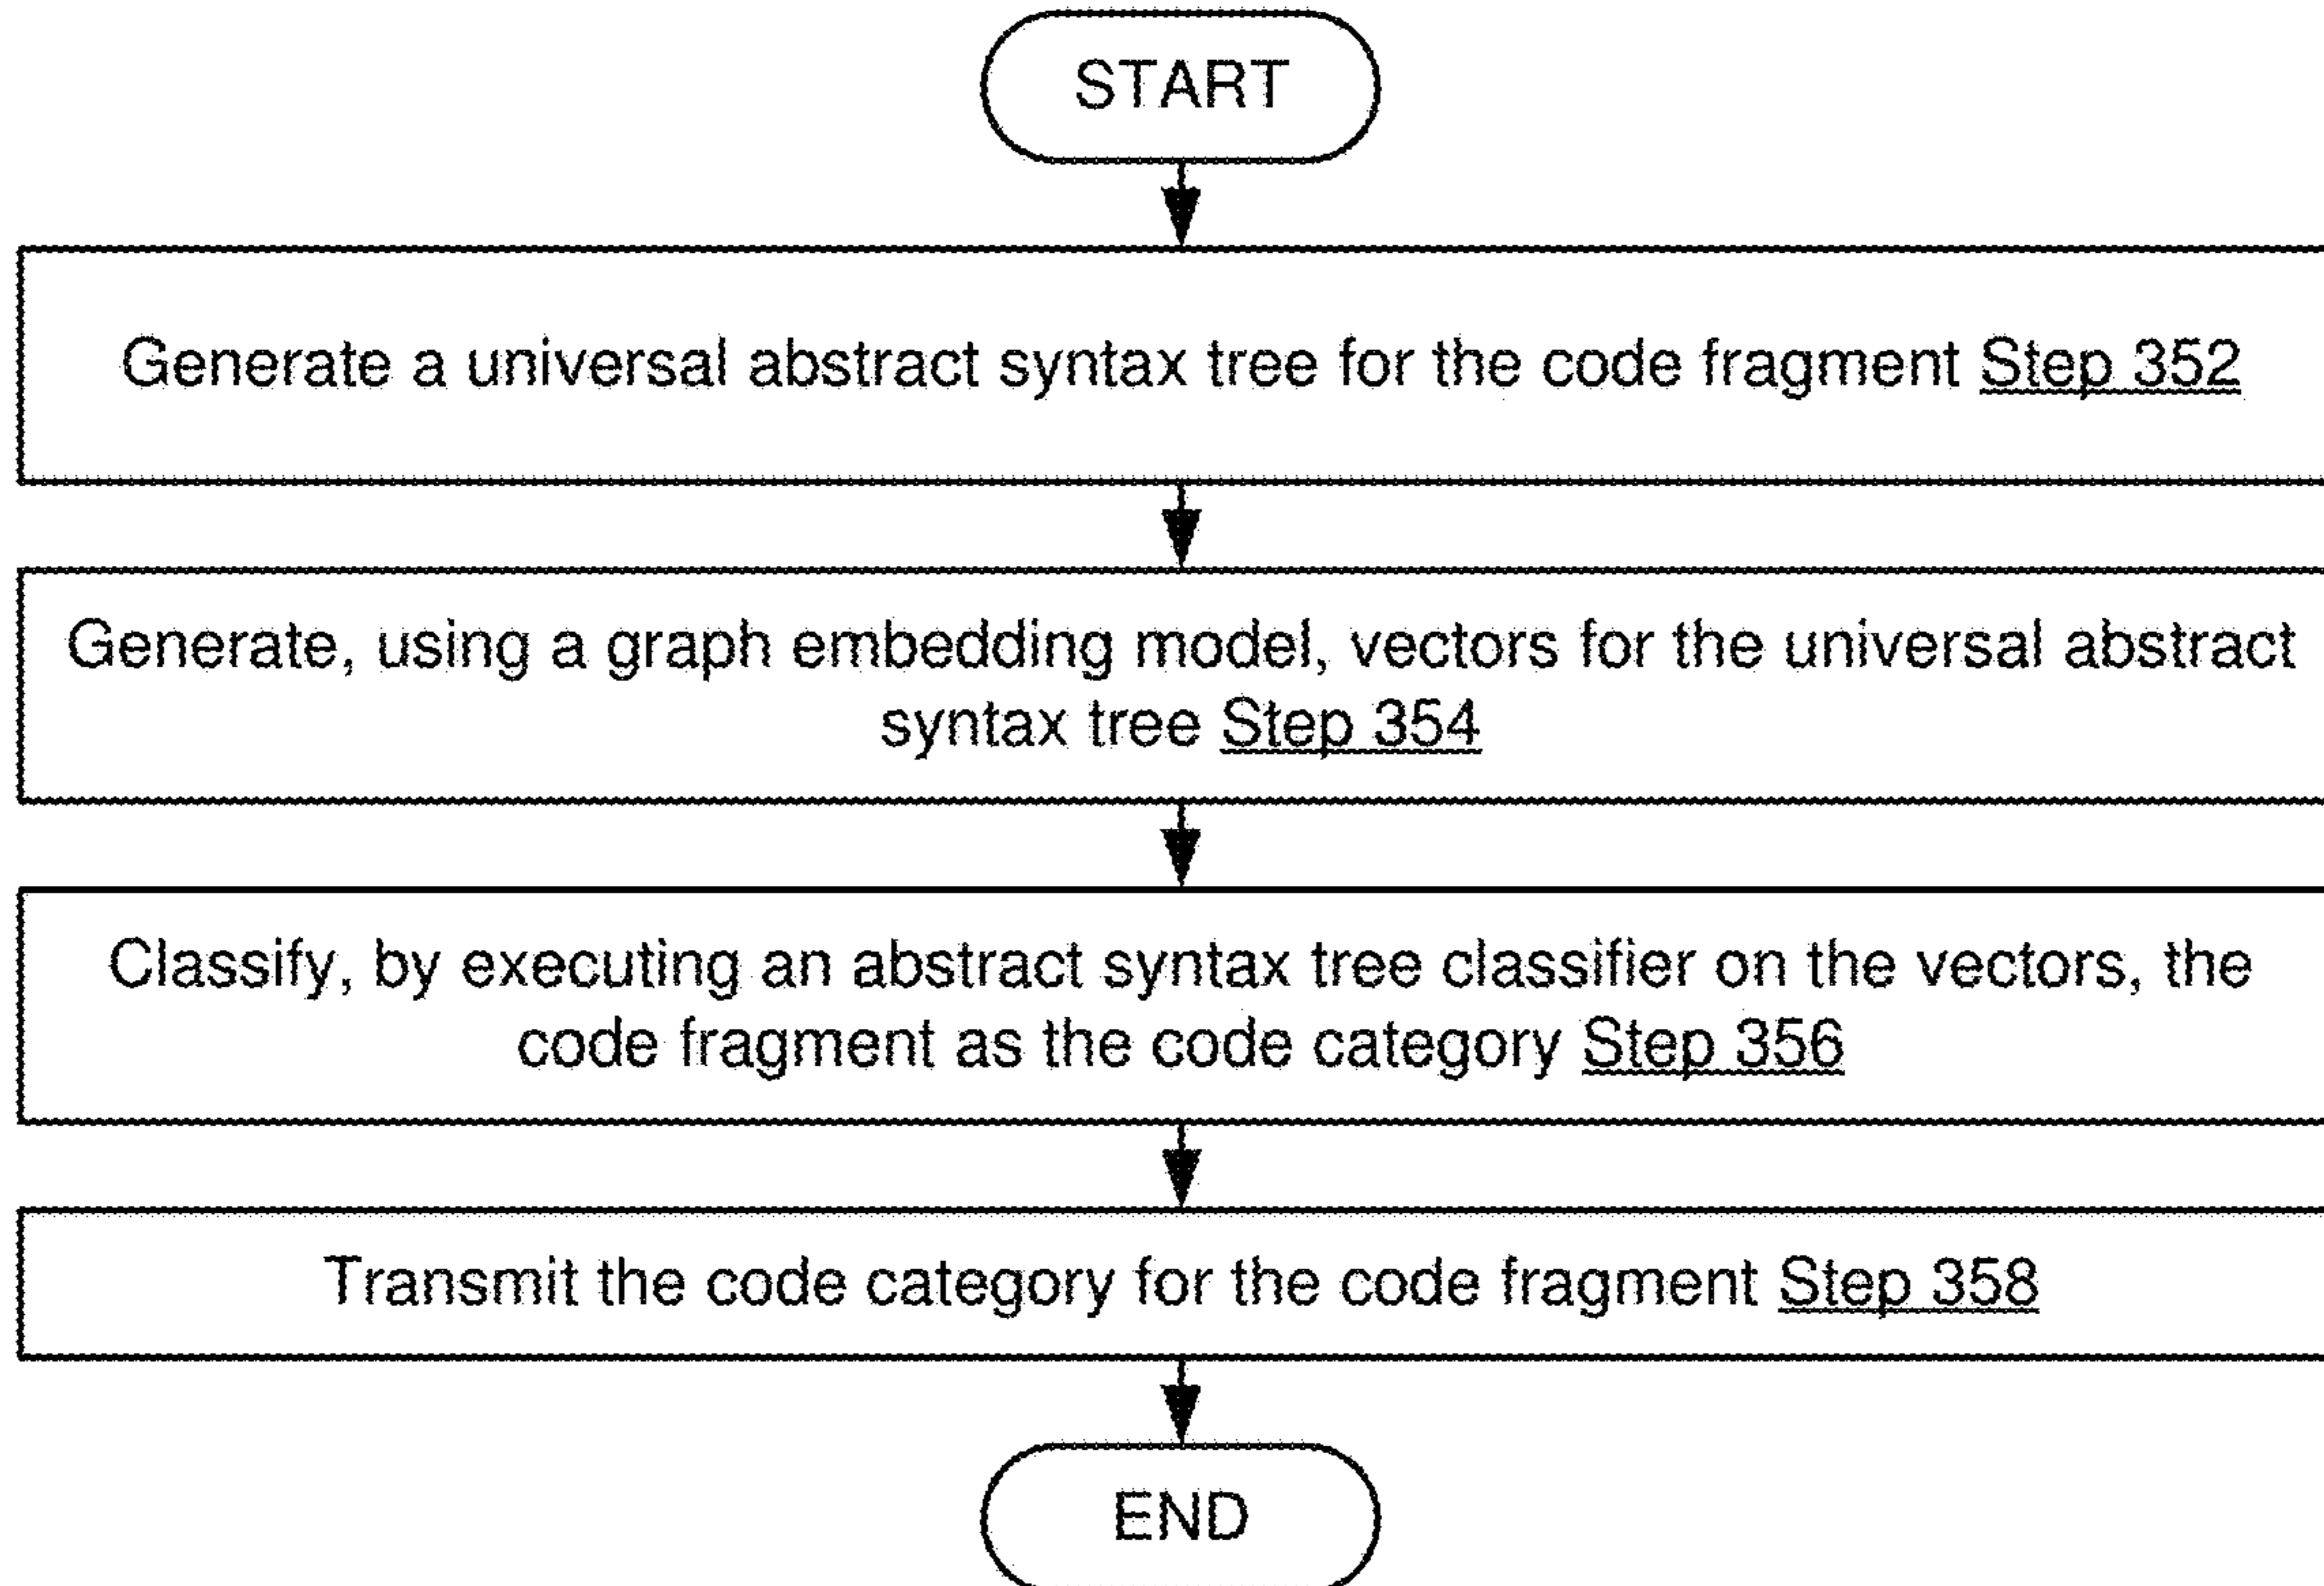 START
Generate a universal abstract syntax tree for the code fragment Step 352
Generate, using a graph embedding model, vectors for the universal abstract
syntax tree Step 354
Classify, by executing an abstract syntax tree classifier on the vectors, the
code fragment as the code category Step 356
Transmit the code category for the code fragment Step 358
END